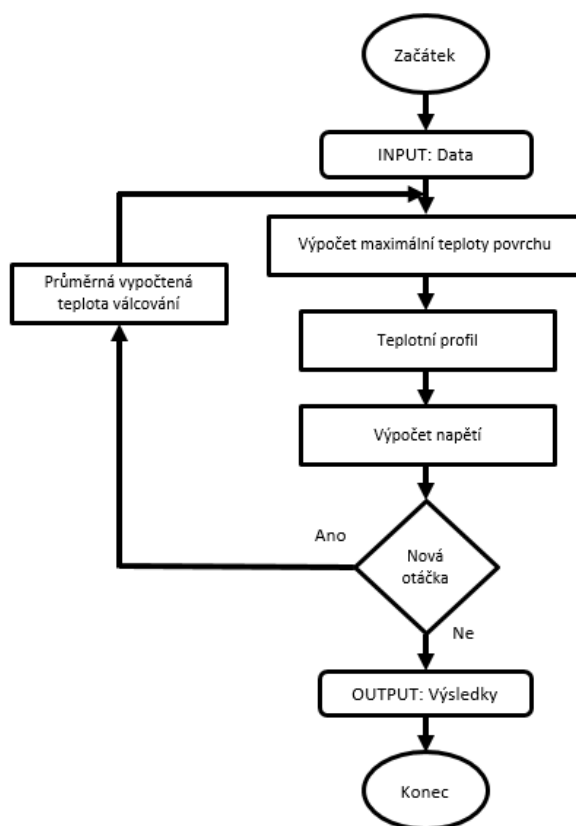 Začátek
INPUT: Data
Výpočet maximální teploty povrchu
Průměrná vypočtená
teplota válcování
Teplotní profil
Výpočet napětí
Ano
Nová
otáčka
Ne
OUTPUT: Výsledky
Konec